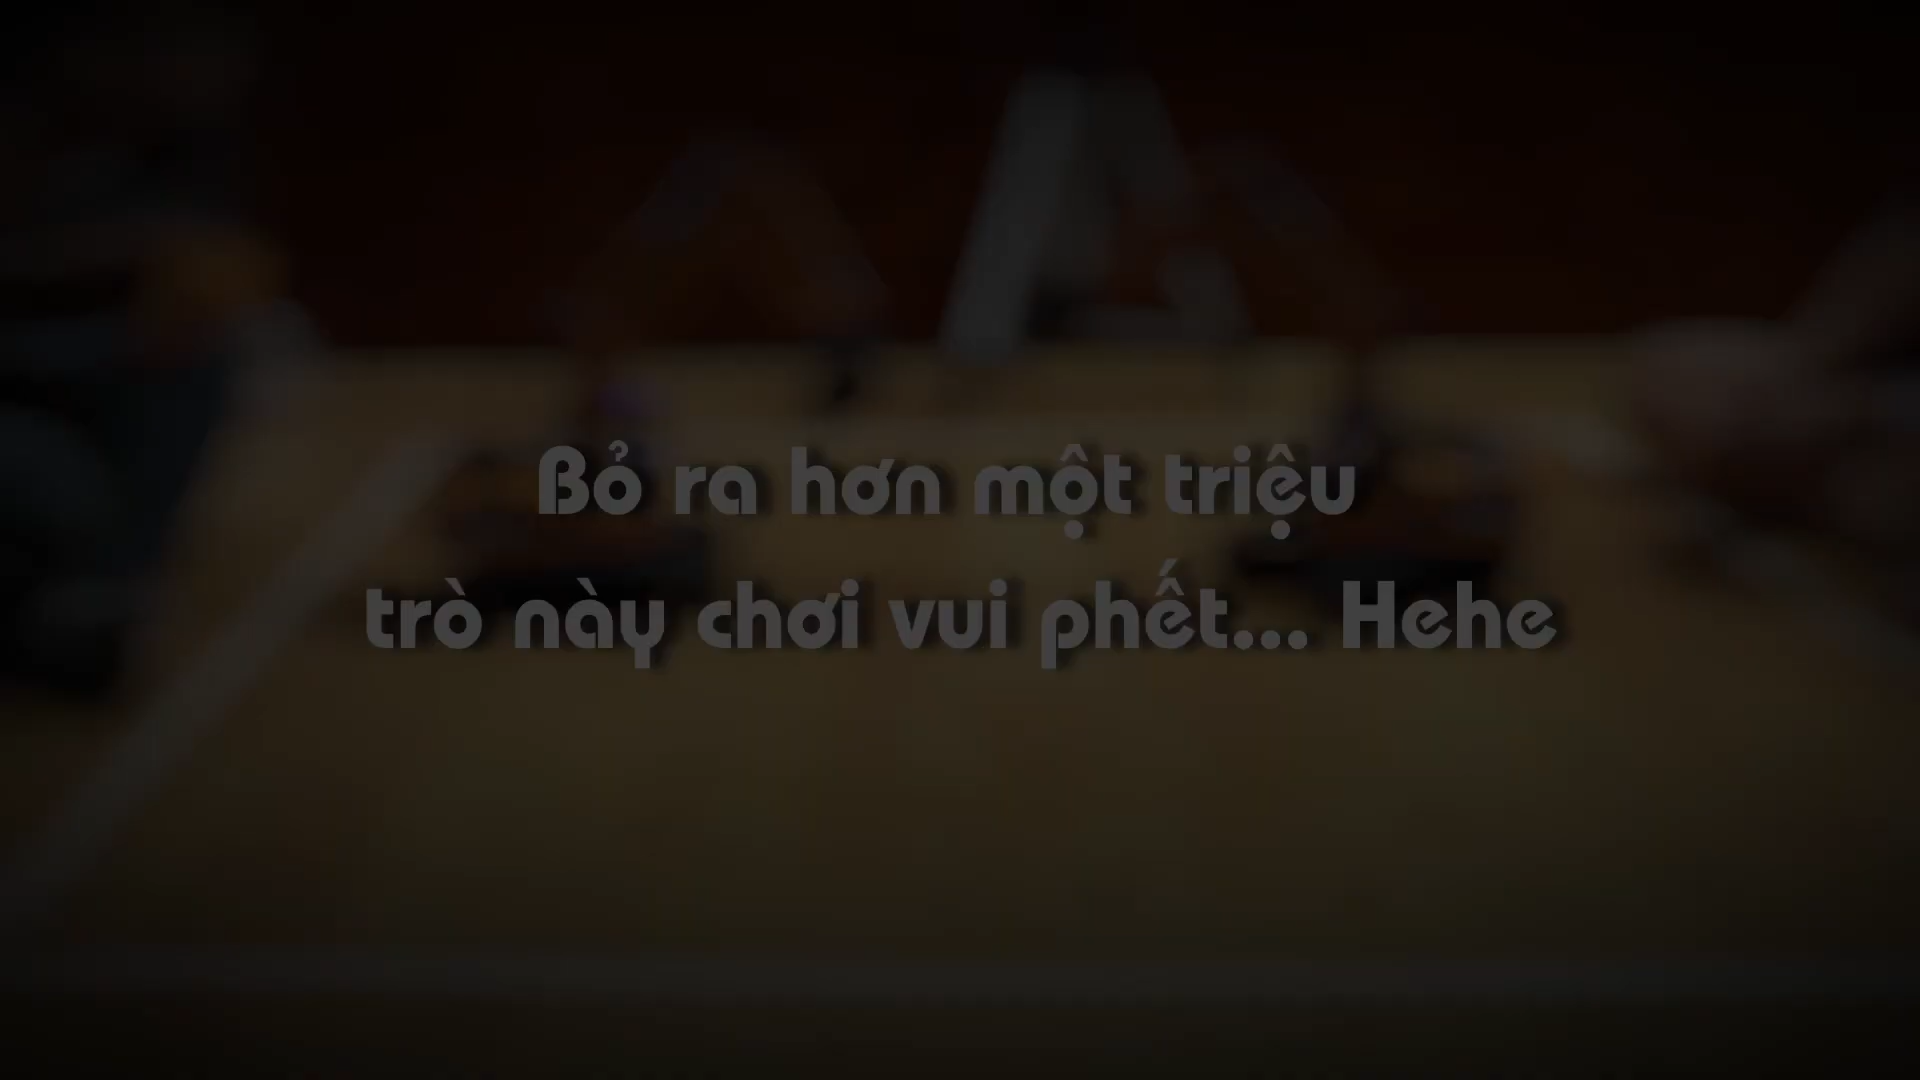 Bỏ ra hơn một triệu
trò này chơi vui phết... Hehe